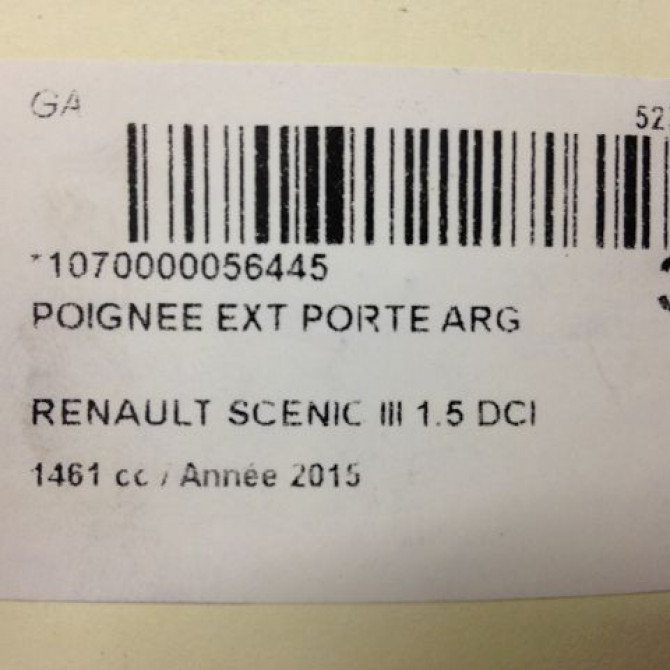 GA 52
*1070000056445
POIGNEE EXT PORTE ARG
RENAULT SCENIC III 1.5 DCI
1461 cc / Année 2015